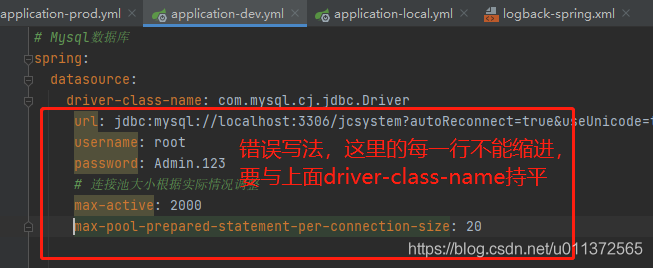 application-prod.yml
application-dev.yml
application-local.yml
logback-spring.xml
# Mysql数据库
spring:
datasource:
driver-class-name: com.mysql.cj.jdbc.Driver
url: jdbc:mysql://localhost:3306/jcsystem?autoReconnect=true&useUnicode=
username: root
password: Admin.123
错误写法，这里的每一行不能缩进，
要与上面driver-class-name持平
# 连接池大小根据实际情况调整
max-active: 2000
max-pool-prepared-statement-per-connection-size: 20
https://blog.csdn.net/u011372565